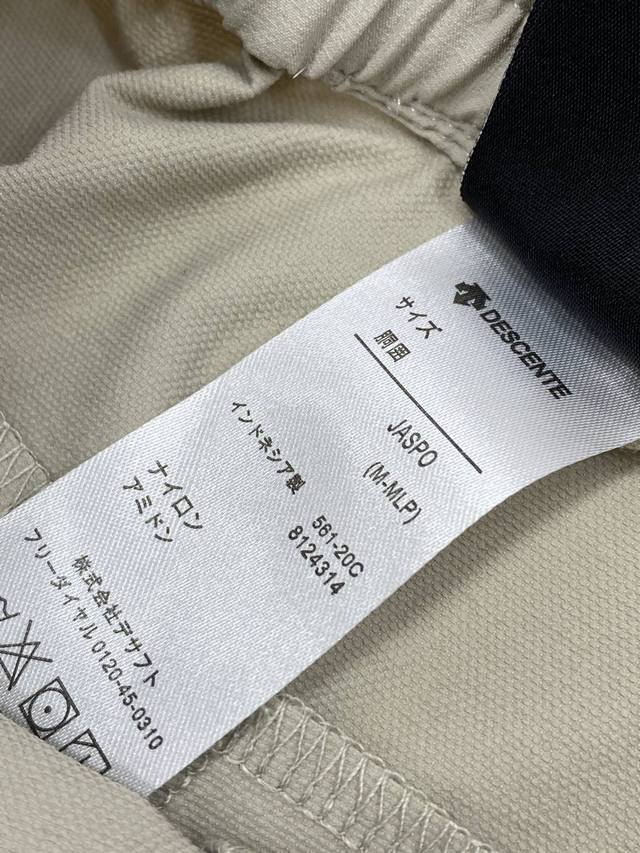 DESCENTE
サイズ
胴囲
JASPO
(M-MLP)
インドネシア製
561-20C
8124314
ナイロン
アミドン
株式会社デサフト
フリーダイヤル 0120-45-0310